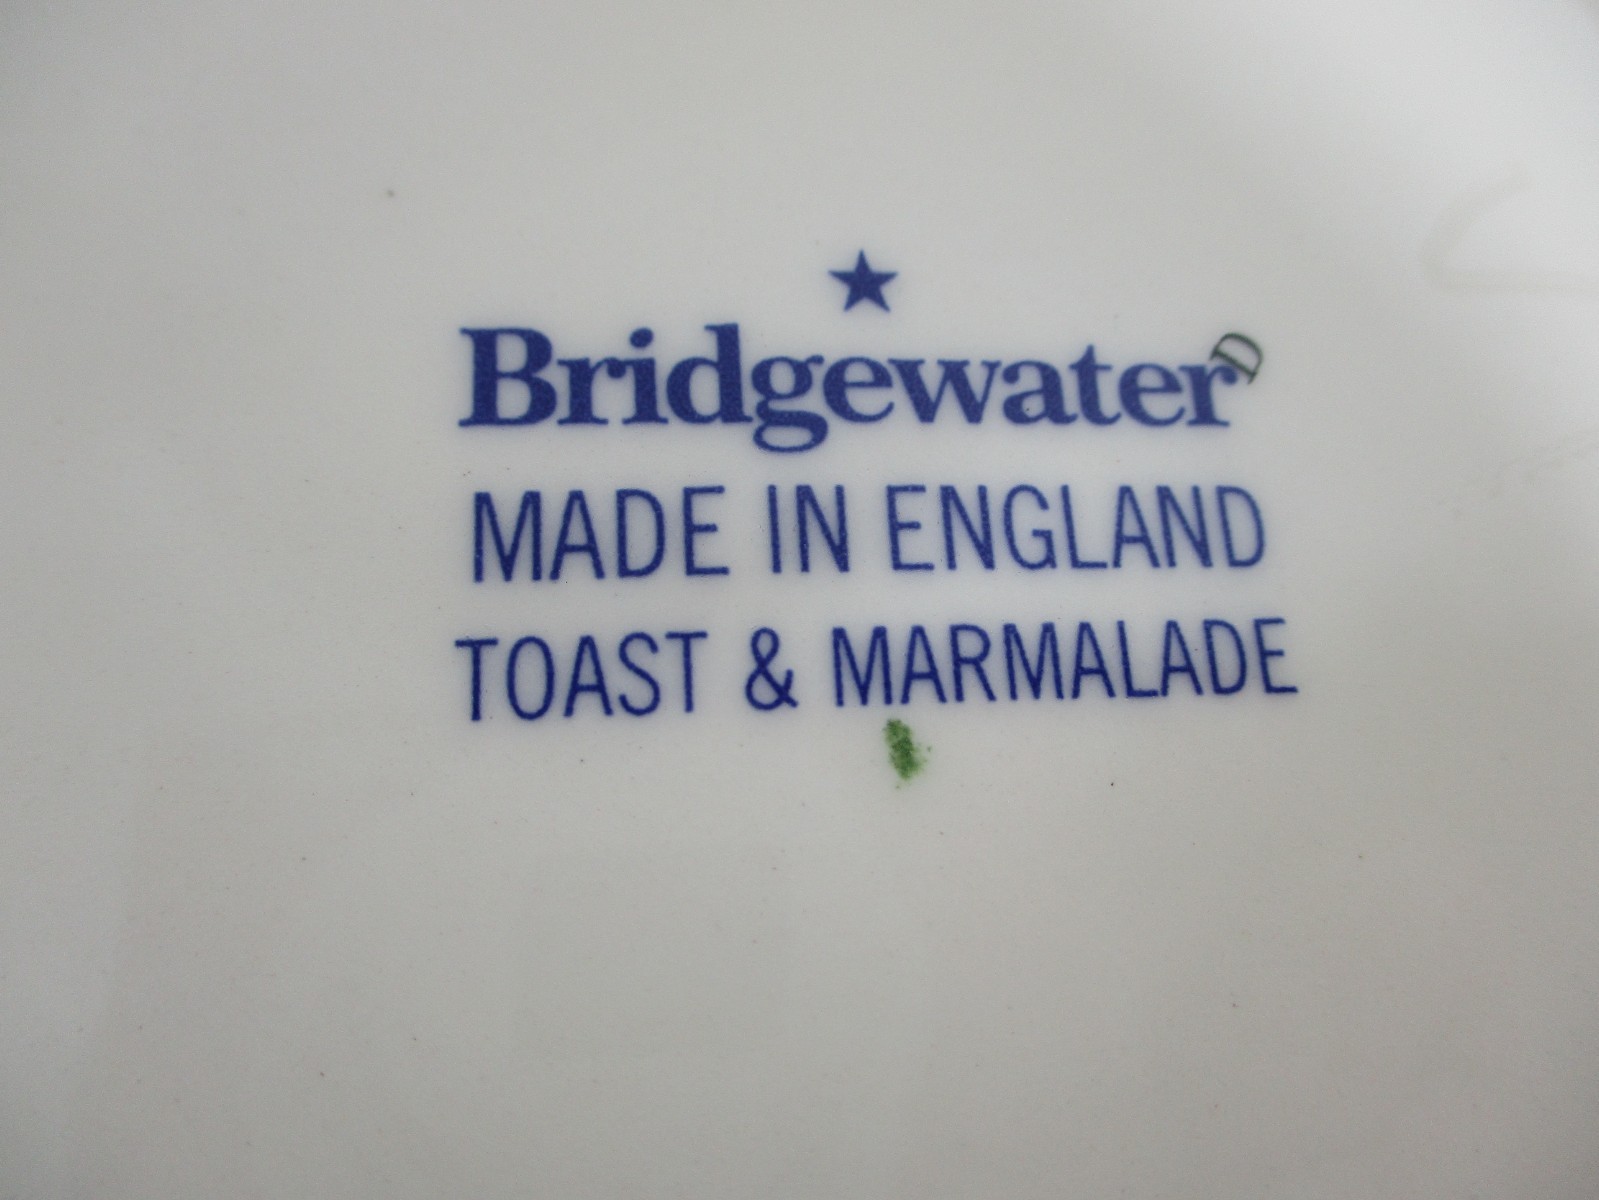 Bridgewater D
MADE IN ENGLAND
TOAST & MARMALADE